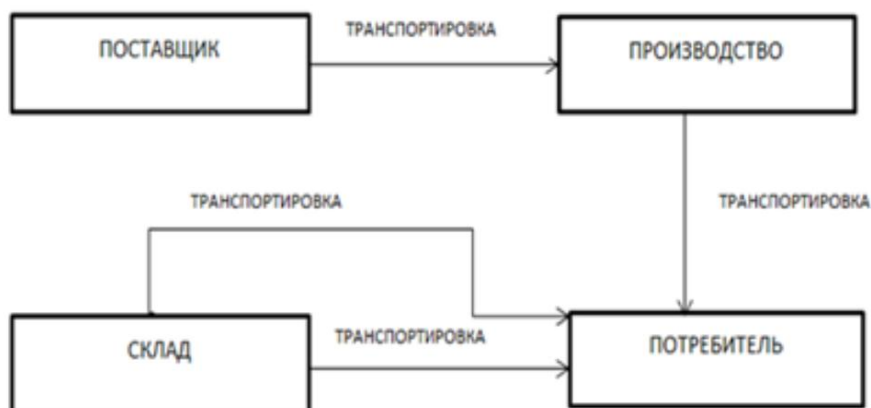 ПОСТАВЩИК
ТРАНСПОРТИРОВКА
ПРОИЗВОДСТВО
ТРАНСПОРТИРОВКА
ТРАНСПОРТИРОВКА
СКЛАД
ТРАНСПОРТИРОВКА
ПОТРЕБИТЕЛЬ